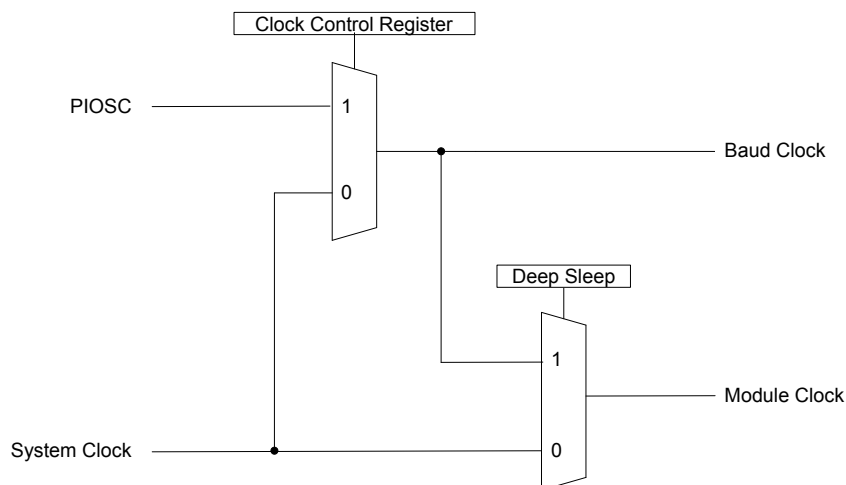 Clock Control Register
PIOSC
1
Baud Clock
0
Deep Sleep
1
Module Clock
System Clock
0